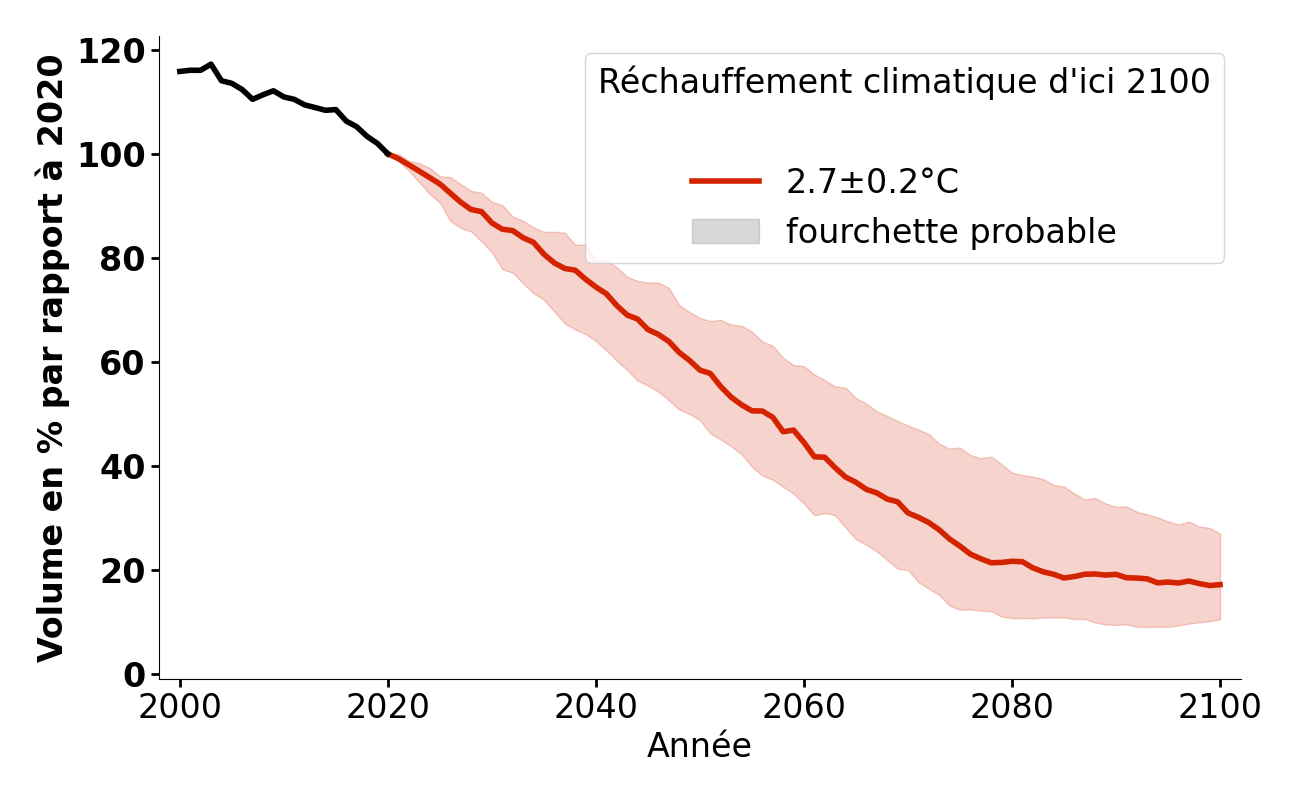 Volume en % par rapport à 2020
120
100
80
60
40
20
0
Réchauffement climatique d'ici 2100
2.7±0.2°C
fourchette probable
2000 2020 2040 2060 2080 2100
Année